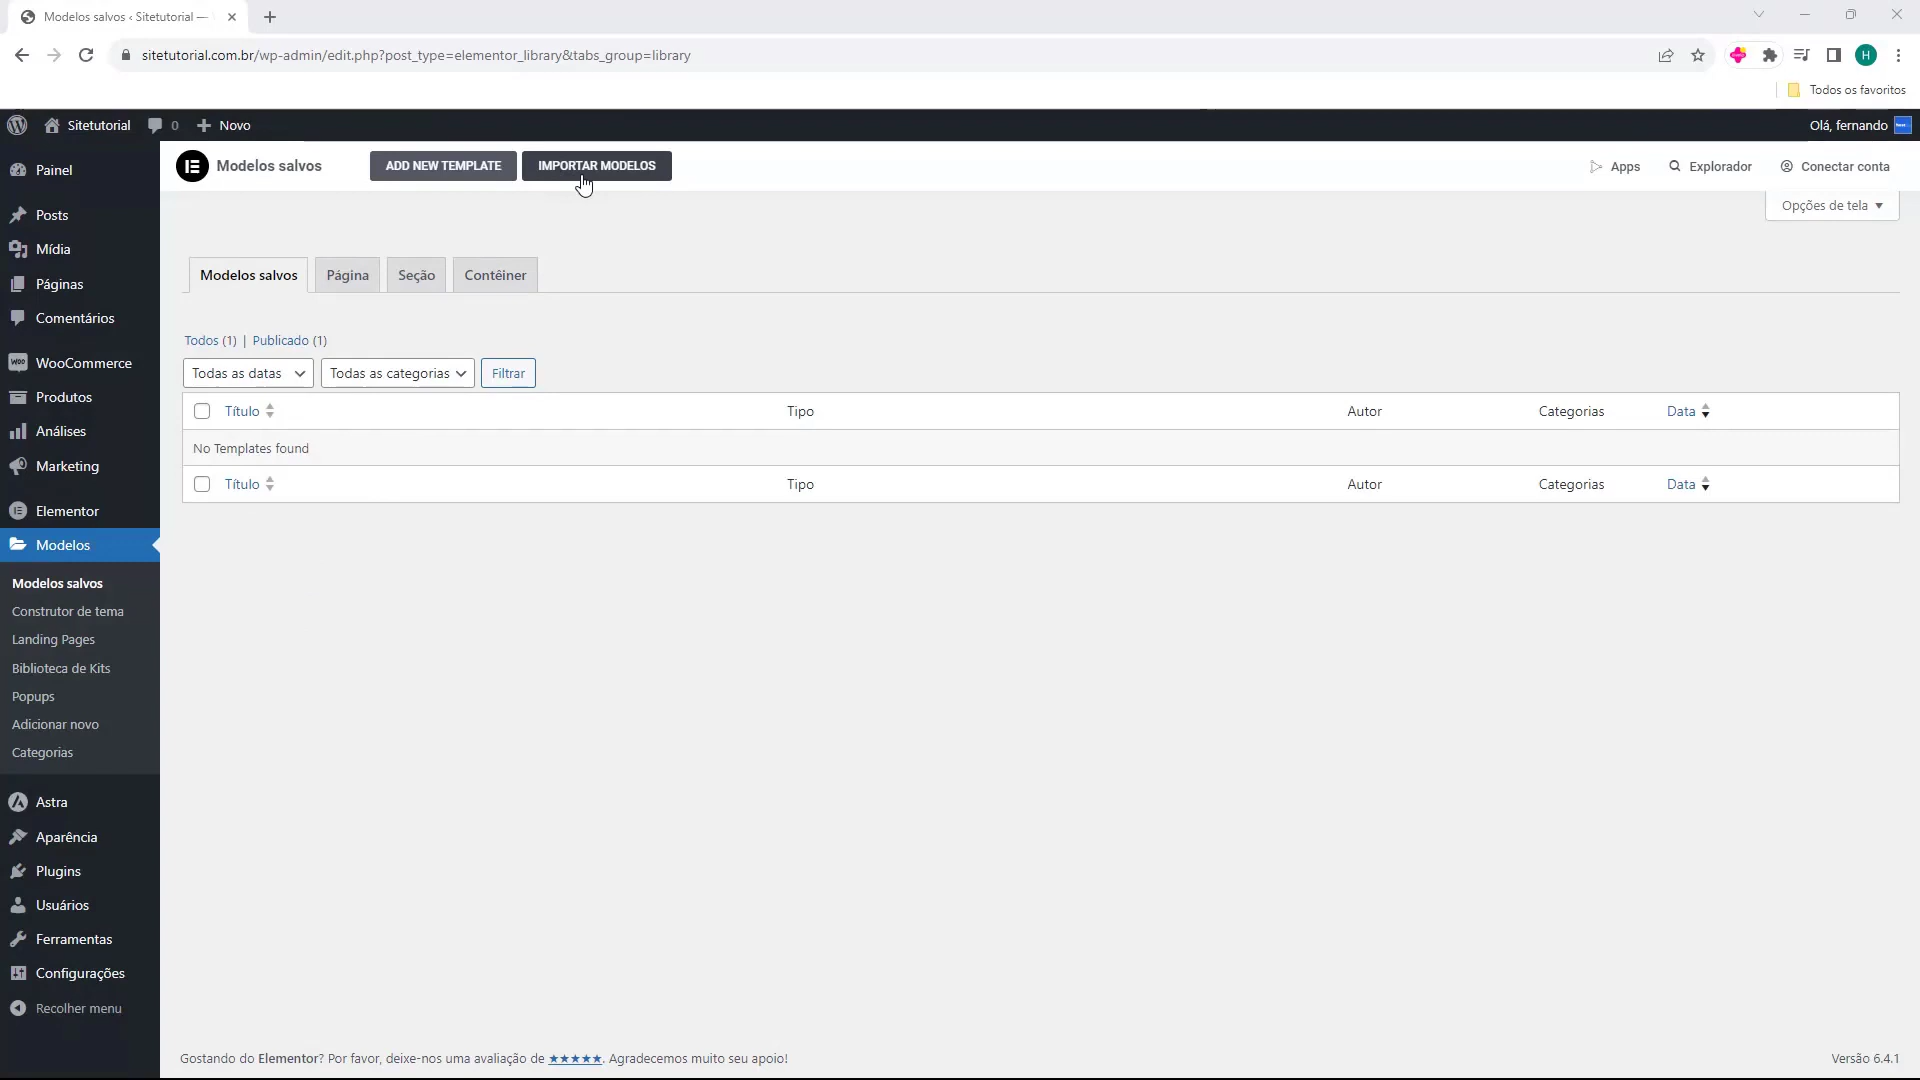 Modelos salvos ‹ Sitetutorial —
sitetutorial.com.br/wp-admin/edit.php?post_type=elementor_library&tabs_group=library
H
Todos os favoritos
Sitetutorial
0
Novo
Olá, fernando
Modelos salvos
ADD NEW TEMPLATE
IMPORTAR MODELOS
Apps
Explorador
Conectar conta
Opções de tela
Painel
Posts
Mídia
Páginas
Comentários
WooCommerce
Produtos
Análises
Marketing
Elementor
Modelos
Modelos salvos
Construtor de tema
Landing Pages
Biblioteca de Kits
Popups
Adicionar novo
Categorias
Astra
Aparência
Plugins
Usuários
Ferramentas
Configurações
Recolher menu
Modelos salvos
Página
Seção
Contêiner
Todos (1) | Publicado (1)
Todas as datas
Todas as categorias
Filtrar
Título
Tipo
Autor
Categorias
Data
No Templates found
Título
Tipo
Autor
Categorias
Data
Gostando do Elementor? Por favor, deixe-nos uma avaliação de ★★★★★. Agradecemos muito seu apoio!
Versão 6.4.1